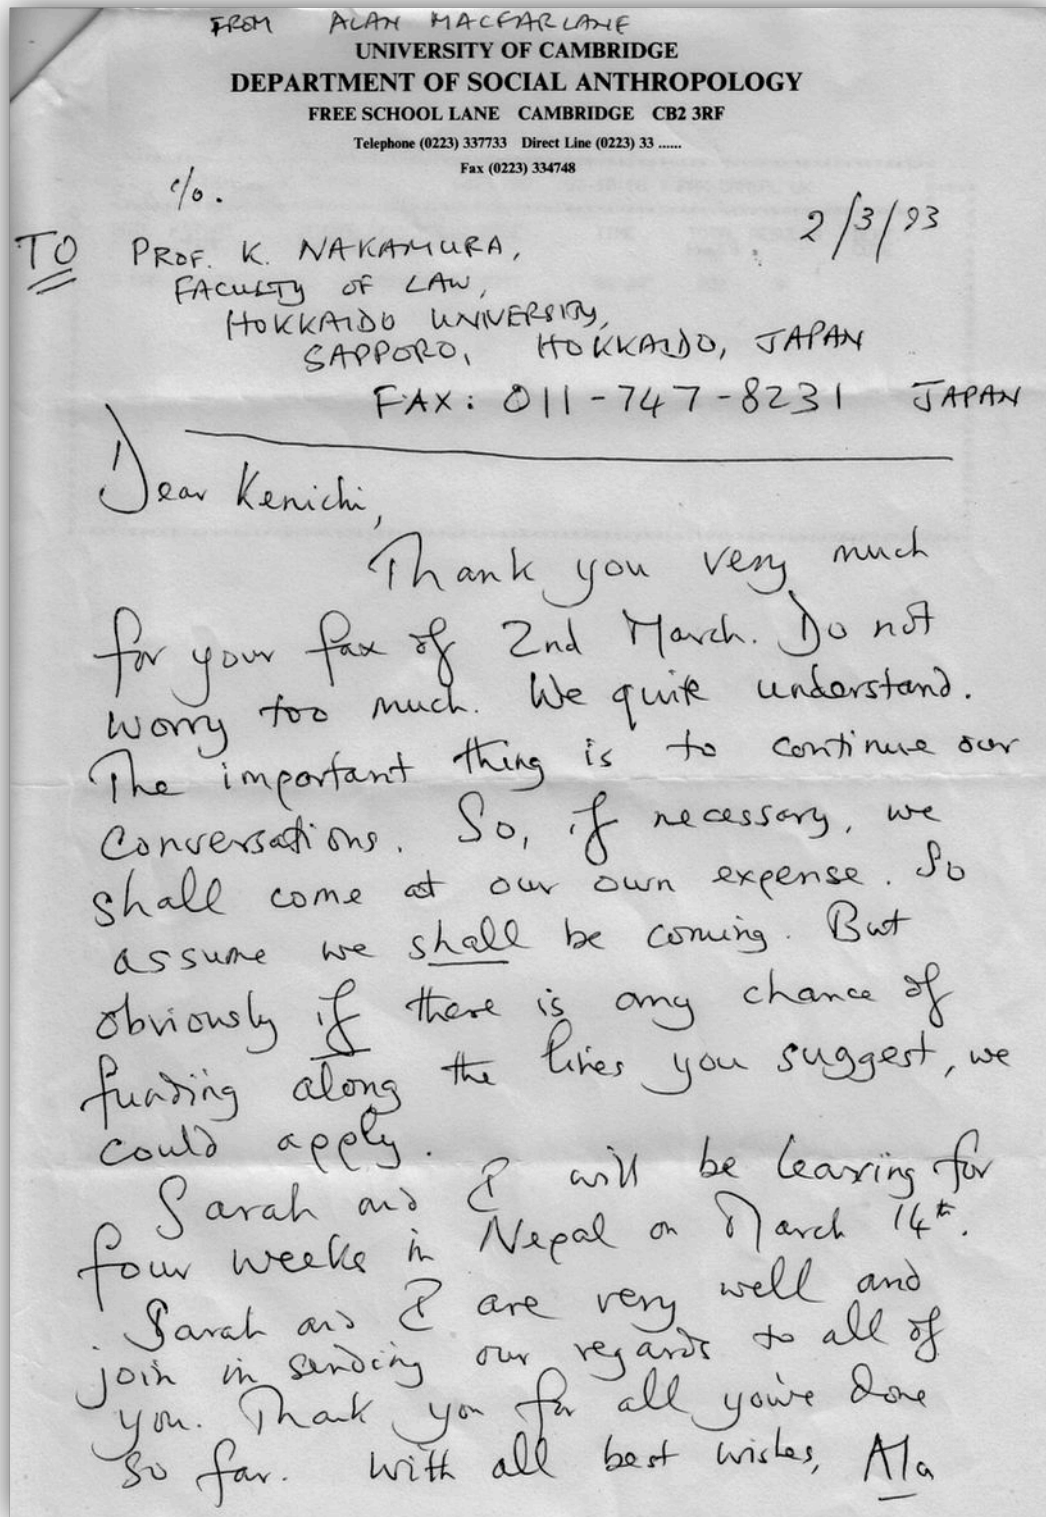 FROM ALAN MACFARLANE
UNIVERSITY OF CAMBRIDGE
DEPARTMENT OF SOCIAL ANTHROPOLOGY
FREE SCHOOL LANE CAMBRIDGE CB2 3RF
Telephone (0223) 337733 Direct Line (0223) 33 ......
Fax (0223) 334748
c/o.
2/3/93
TO PROF. K. NAKAMURA,
FACULTY OF LAW,
HOKKAIDO UNIVERSITY,
SAPPORO, HOKKAIDO, JAPAN
FAX: 011-747-8231 JAPAN
Dear Kenichi,
Thank you very much
for your fax of 2nd March. Do not
worry too much. We quite understand.
The important thing is to continue our
conversations. So, if necessary, we
shall come at our own expense. So
assume we shall be coming. But
obviously if there is any chance of
funding along the lines you suggest, we
could apply.
Sarah and I will be leaving for
four weeks in Nepal on March 14th.
Sarah and I are very well and
join in sending our regards to all of
you. Thank you for all you've done
so far. With all best wishes, Ala